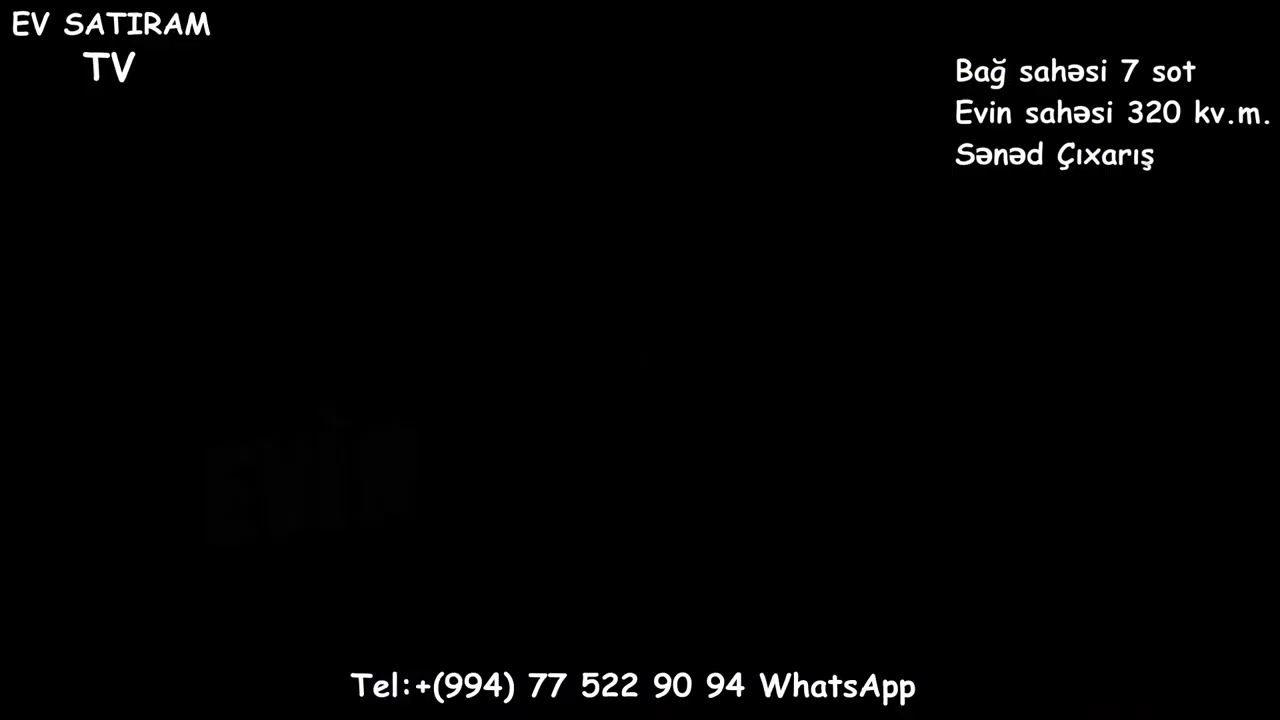 EV SATIRAM
TV
Bağ sahəsi 7 sot
Evin sahəsi 320 kv.m.
Sənəd Çıxarış
EVİN
Tel:+(994) 77 522 90 94 WhatsApp